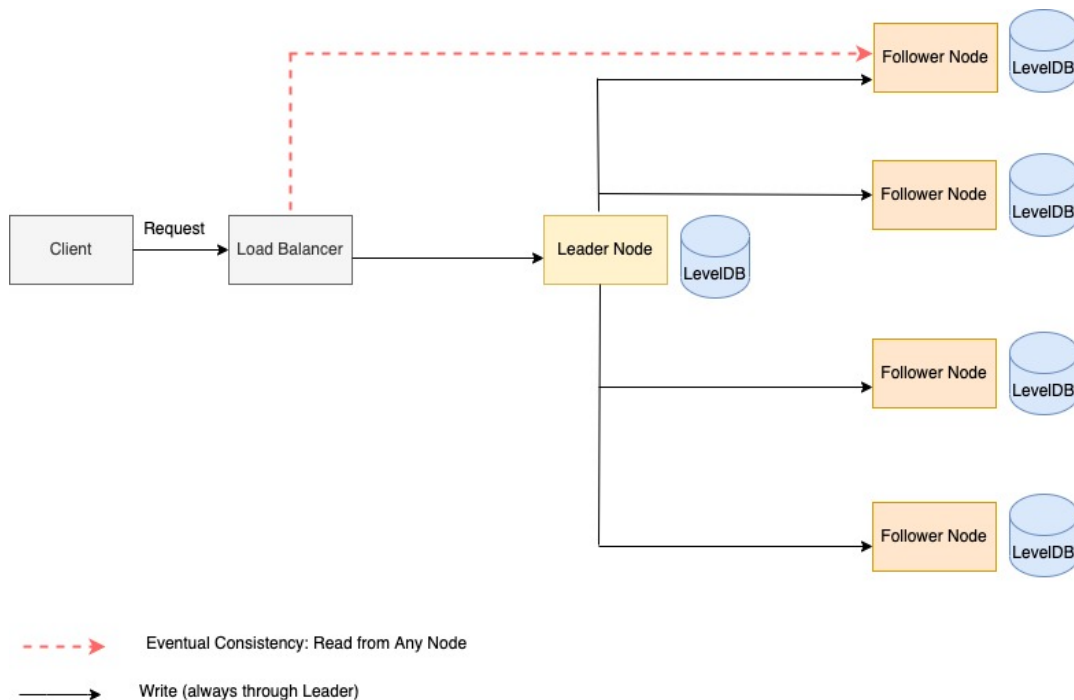 Follower Node
LevelDB
Follower Node
LevelDB
Request
Client
Load Balancer
Leader Node
LevelDB
Follower Node
LevelDB
Follower Node
LevelDB
Eventual Consistency: Read from Any Node
Write (always through Leader)